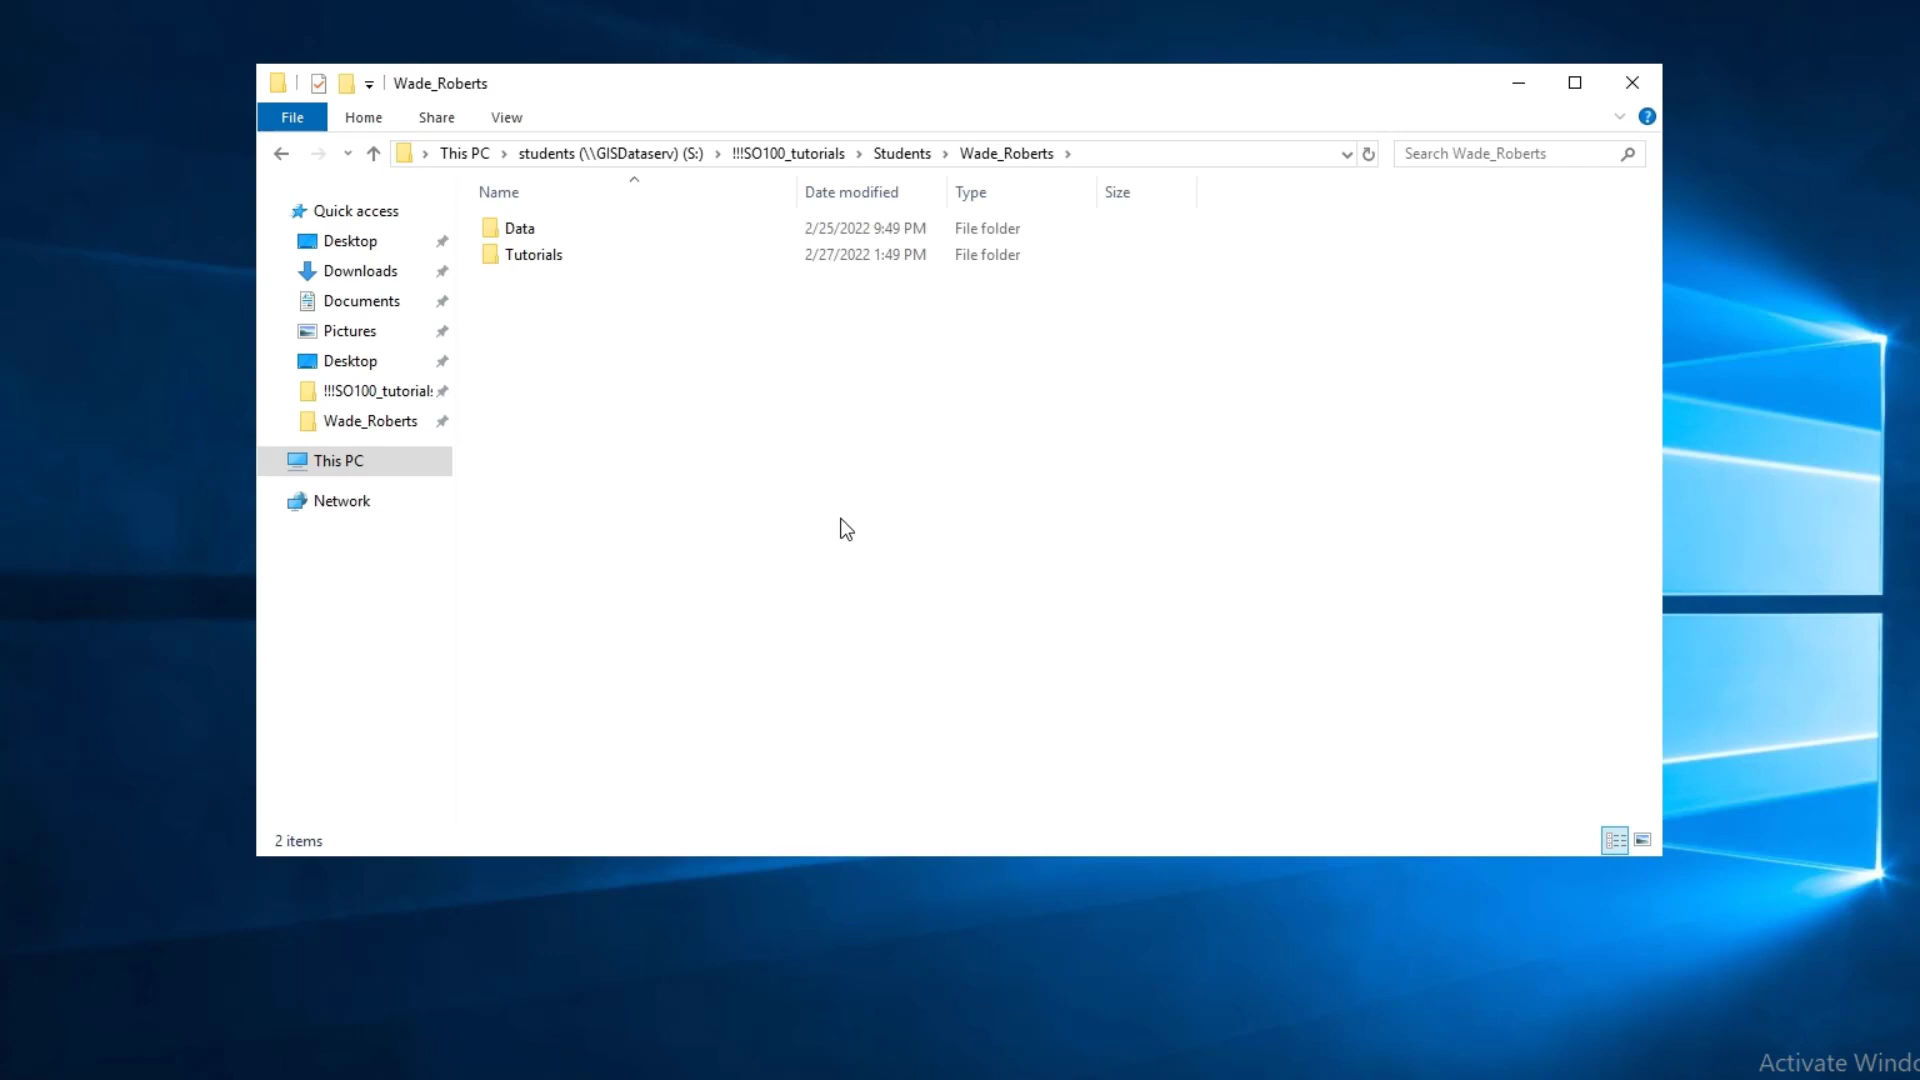 Wade_Roberts
File Home Share View
This PC students (\\GISDataserv) (S:) !!!SO100_tutorials Students Wade_Roberts
Search Wade_Roberts
Name Date modified Type Size
Quick access
Desktop
Downloads
Documents
Pictures
Desktop
!!!SO100_tutorial
Wade_Roberts
This PC
Network
Data 2/25/2022 9:49 PM File folder
Tutorials 2/27/2022 1:49 PM File folder
2 items
Activate Windo